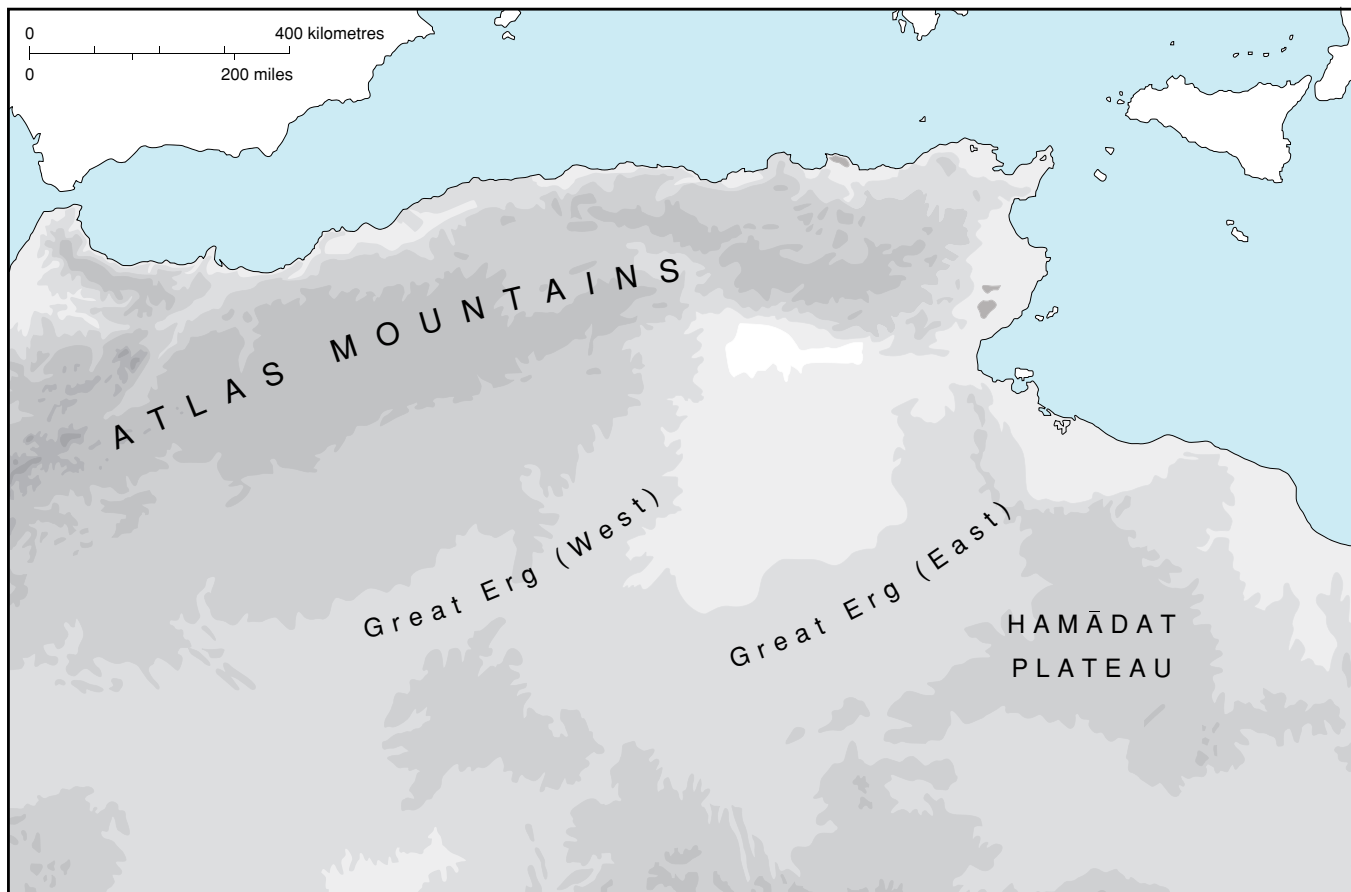 0 400 kilometres
0 200 miles
ATLAS MOUNTAINS
Great Erg (West)
Great Erg (East)
HAMĀDAT
PLATEAU